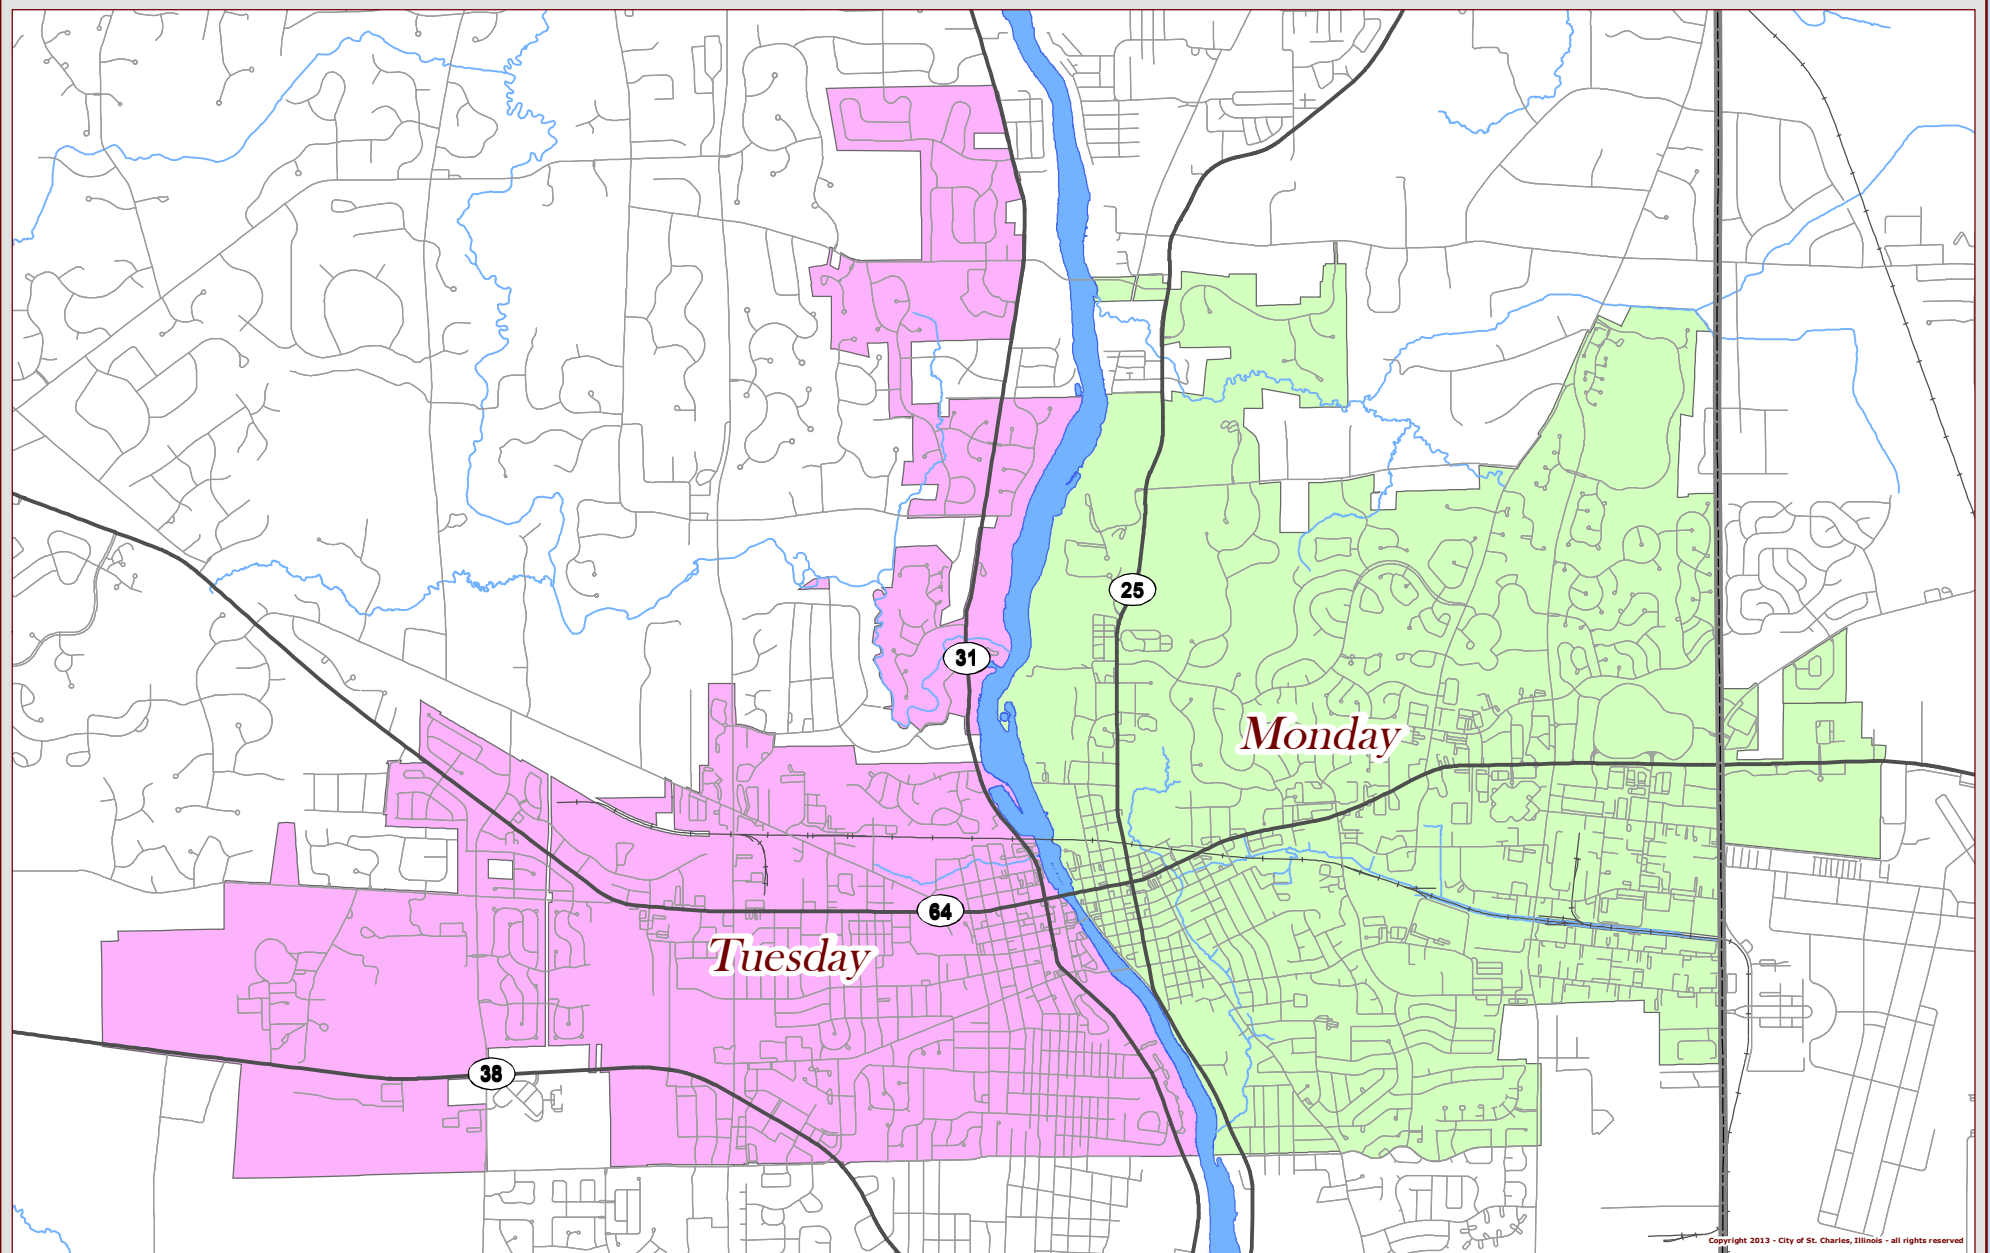 25
31
Monday
64
Tuesday
38
Copyright 2013 - City of St. Charles, Illinois - all rights reserved